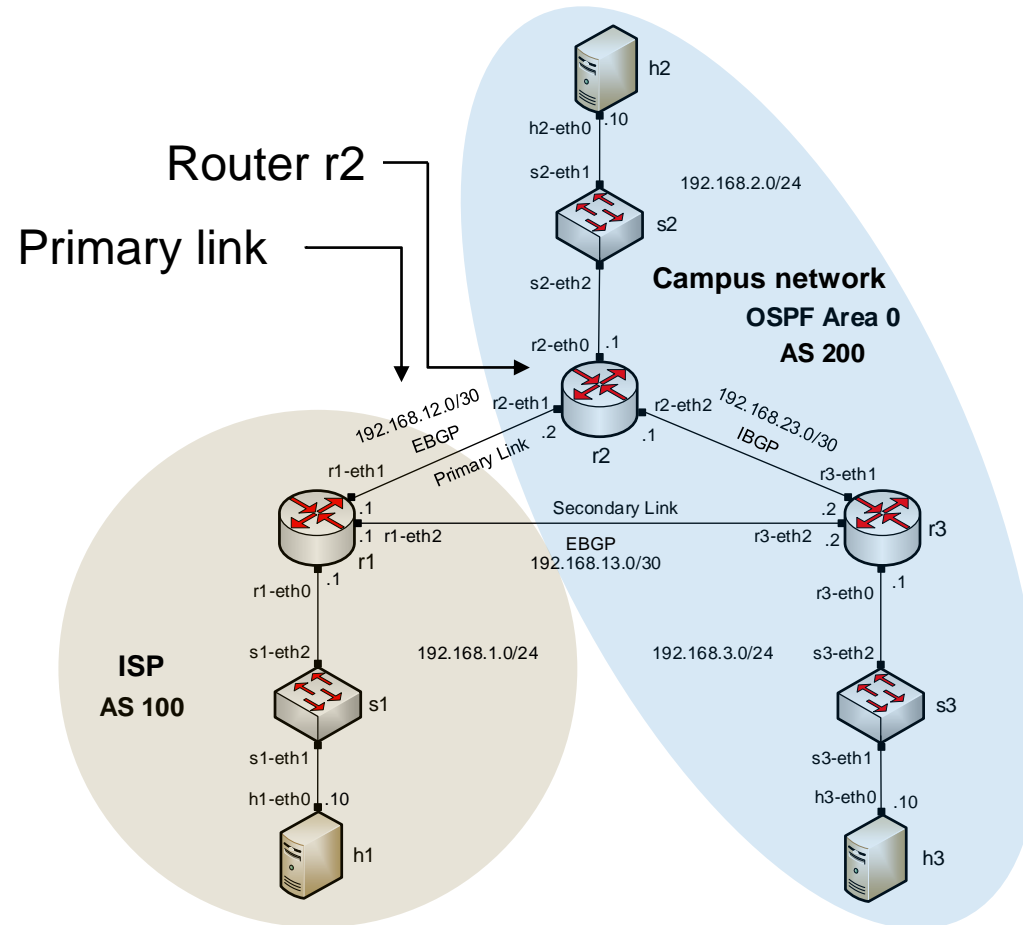 h2
h2-eth0
.10
Router r2
s2-eth1
192.168.2.0/24
s2
Primary link
s2-eth2
Campus network
OSPF Area 0
AS 200
r2-eth0
.1
192.168.12.0/30
EBGP
Primary Link
r2-eth1
.2
r2
r2-eth2
.1
192.168.23.0/30
IBGP
r1-eth1
.1
r3-eth1
.2
Secondary Link
.1
r1-eth2
r3-eth2
.2
r3
EBGP
192.168.13.0/30
r1
r1-eth0
.1
r3-eth0
.1
ISP
AS 100
s1-eth2
192.168.1.0/24
192.168.3.0/24
s3-eth2
s1
s3
s1-eth1
s3-eth1
h1-eth0
.10
h3-eth0
.10
h1
h3